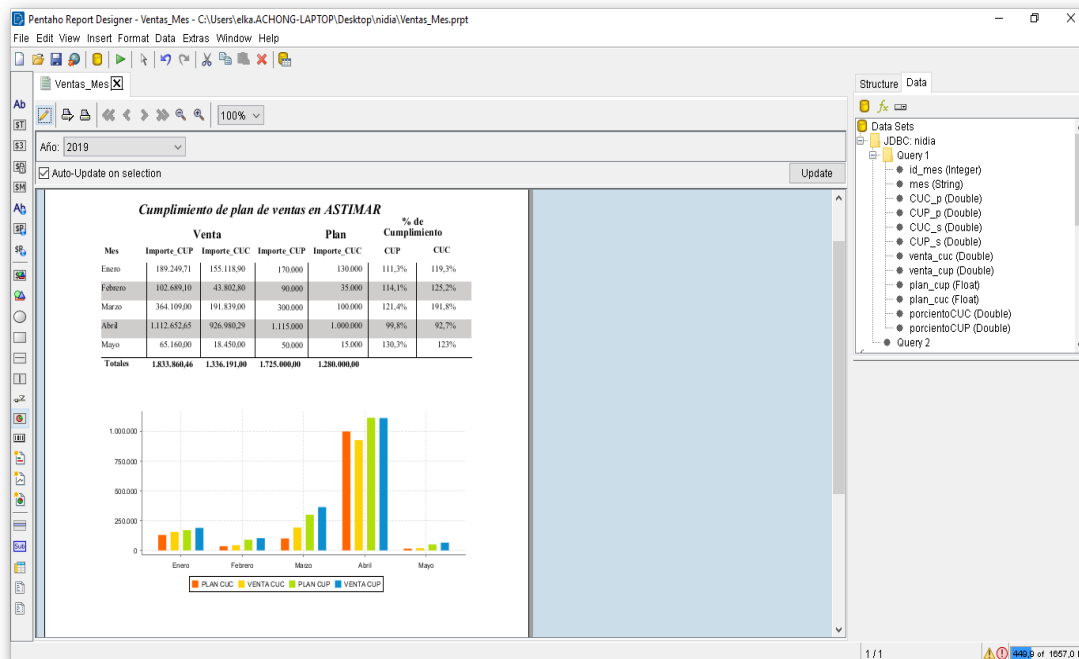 Pentaho Report Designer - Ventas_Mes - C:\Users\elka.ACHONG-LAPTOP\Desktop\nidia\Ventas_Mes.prpt
File Edit View Insert Format Data Extras Window Help
Ventas_Mes
Structure Data
100%
Año: 2019
Auto-Update on selection Update
Data Sets
JDBC: nidia
Query 1
id_mes (Integer)
mes (String)
CUC_p (Double)
CUP_p (Double)
CUC_s (Double)
CUP_s (Double)
venta_cuc (Double)
venta_cup (Double)
plan_cup (Float)
plan_cuc (Float)
porcientoCUC (Double)
porcientoCUP (Double)
Query 2
Cumplimiento de plan de ventas en ASTIMAR
Venta Plan % de Cumplimiento
Mes Importe_CUP Importe_CUC Importe_CUP Importe_CUC CUP CUC
Enero 189.249,71 155.118,90 170.000 130.000 111,3% 119,3%
Febrero 102.689,10 43.802,80 90.000 35.000 114,1% 125,2%
Marzo 364.109,00 191.839,00 300.000 100.000 121,4% 191,8%
Abril 1.112.652,65 926.980,29 1.115.000 1.000.000 99,8% 92,7%
Mayo 65.160,00 18.450,00 50.000 15.000 130,3% 123%
Totales 1.833.860,46 1.336.191,00 1.725.000,00 1.280.000,00
1.000.000
750.000
500.000
250.000
0
Enero Febrero Marzo Abril Mayo
PLAN CUC VENTA CUC PLAN CUP VENTA CUP
1 / 1
449,9 of 1657,0